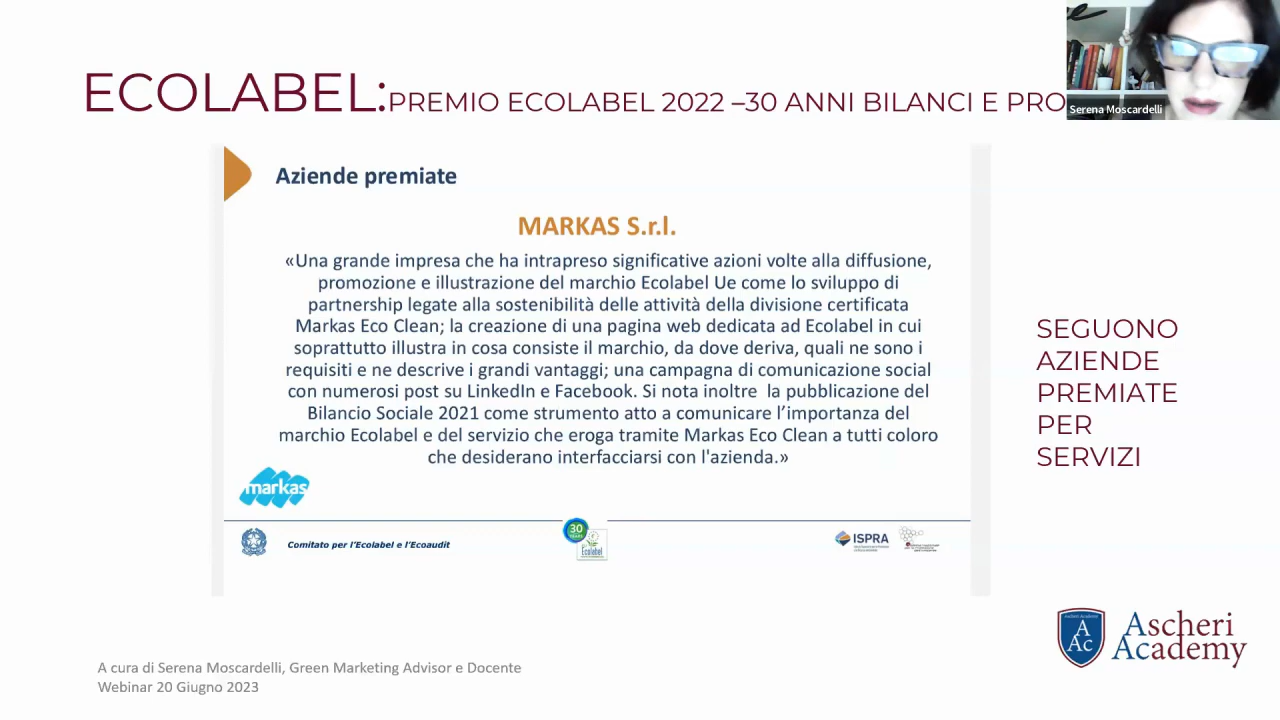 ECOLABEL:PREMIO ECOLABEL 2022 –30 ANNI BILANCI E PRO
Serena Moscardelli
Aziende premiate
MARKAS S.r.l.
«Una grande impresa che ha intrapreso significative azioni volte alla diffusione,
promozione e illustrazione del marchio Ecolabel Ue come lo sviluppo di
partnership legate alla sostenibilità delle attività della divisione certificata
Markas Eco Clean; la creazione di una pagina web dedicata ad Ecolabel in cui
soprattutto illustra in cosa consiste il marchio, da dove deriva, quali ne sono i
requisiti e ne descrive i grandi vantaggi; una campagna di comunicazione social
con numerosi post su LinkedIn e Facebook. Si nota inoltre  la pubblicazione del
Bilancio Sociale 2021 come strumento atto a comunicare l’importanza del
marchio Ecolabel e del servizio che eroga tramite Markas Eco Clean a tutti coloro
che desiderano interfacciarsi con l'azienda.»
SEGUONO
AZIENDE
PREMIATE
PER
SERVIZI
markas
Comitato per l’Ecolabel e l’Ecoaudit
30
YEARS
Ecolabel
ISPRA
Ascheri Academy
A
Ac
Ascheri
Academy
A cura di Serena Moscardelli, Green Marketing Advisor e Docente
Webinar 20 Giugno 2023